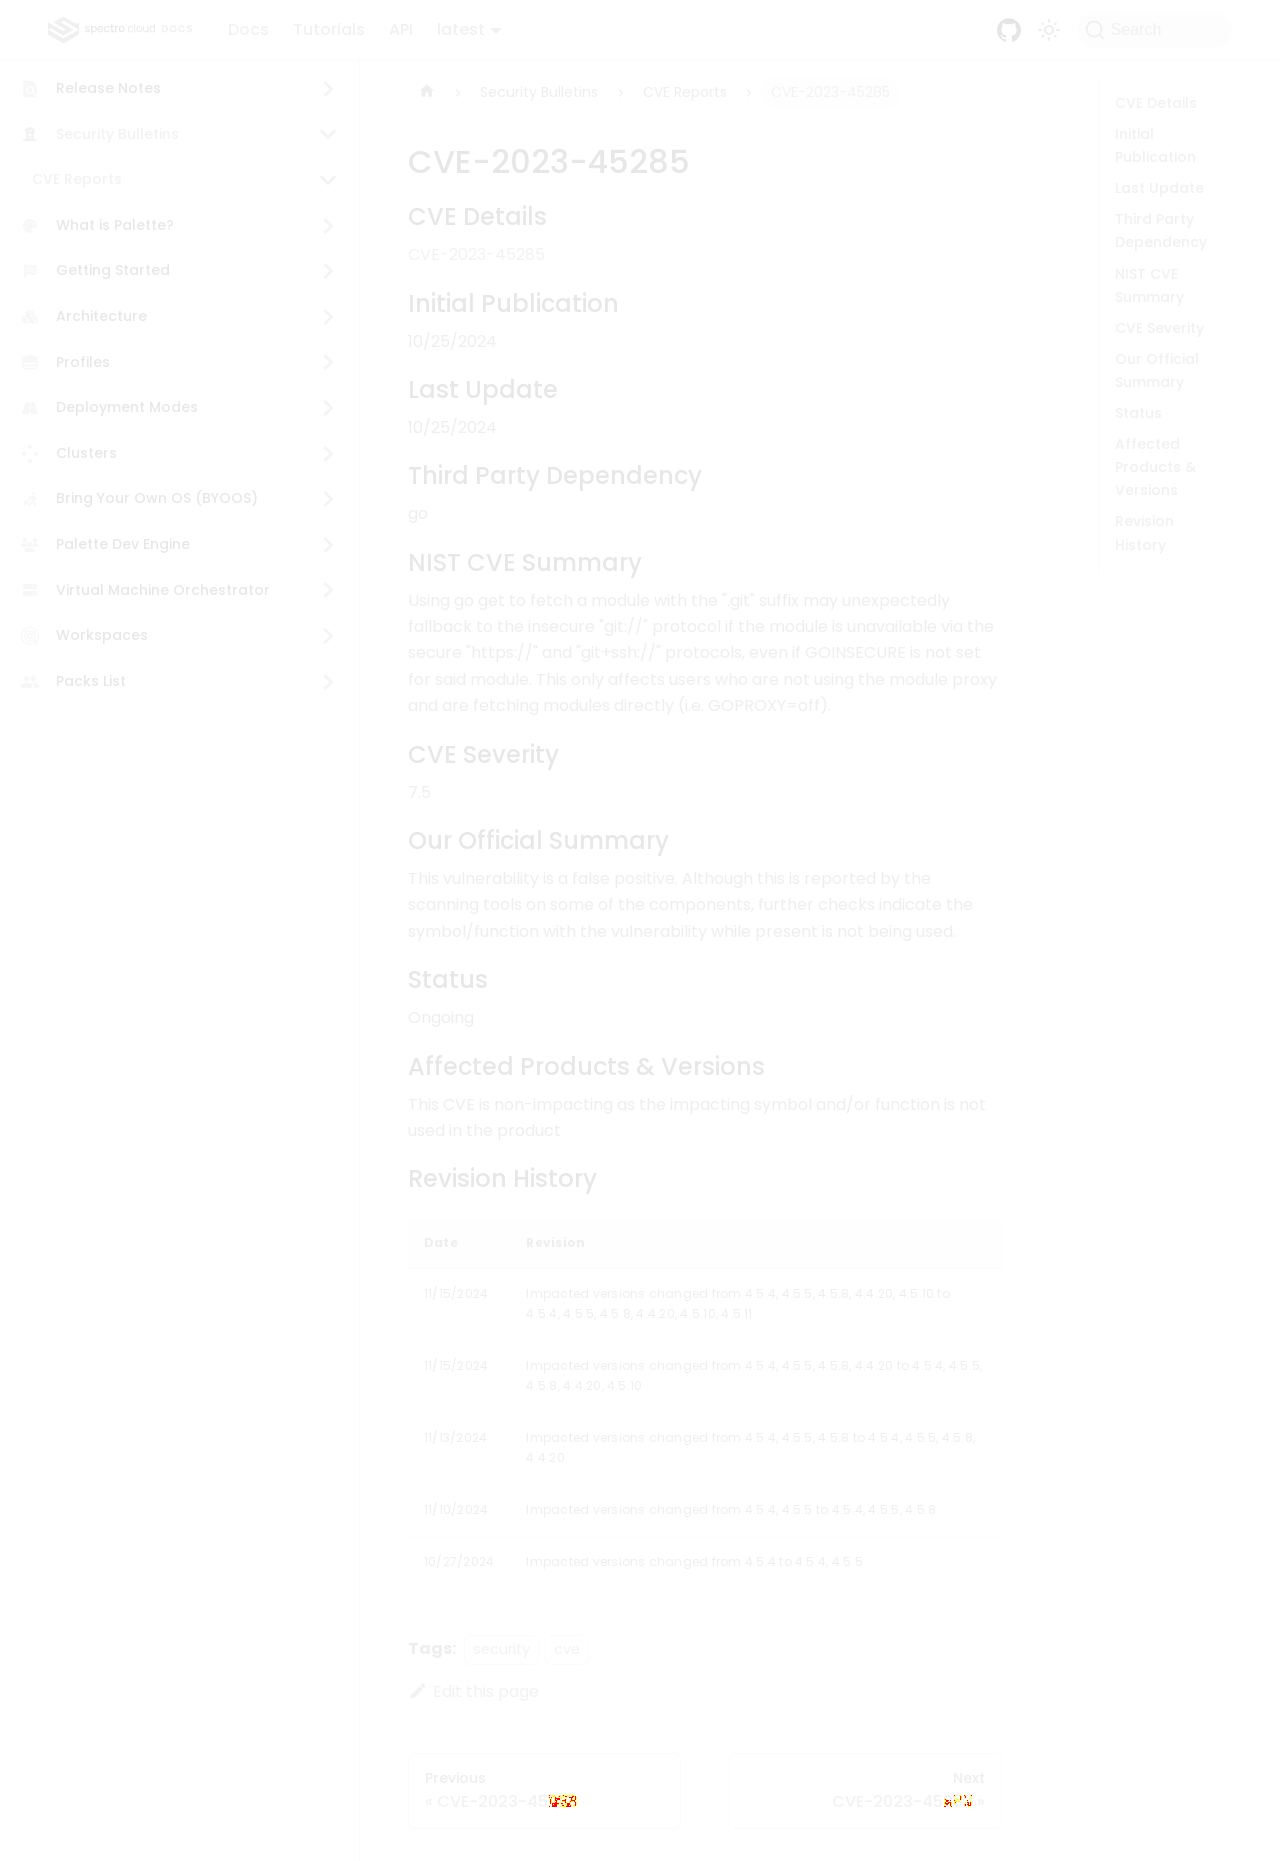 spectro cloud DOCS
Docs
Tutorials
API
latest
Search
Release Notes
Security Bulletins
CVE Reports
What is Palette?
Getting Started
Architecture
Profiles
Deployment Modes
Clusters
Bring Your Own OS (BYOOS)
Palette Dev Engine
Virtual Machine Orchestrator
Workspaces
Packs List
Security Bulletins
CVE Reports
CVE-2023-45285
CVE-2023-45285
CVE Details
CVE-2023-45285
Initial Publication
10/25/2024
Last Update
10/25/2024
Third Party Dependency
go
NIST CVE Summary
Using go get to fetch a module with the ".git" suffix may unexpectedly
fallback to the insecure "git://" protocol if the module is unavailable via the
secure "https://" and "git+ssh://" protocols, even if GOINSECURE is not set
for said module. This only affects users who are not using the module proxy
and are fetching modules directly (i.e. GOPROXY=off).
CVE Severity
7.5
Our Official Summary
This vulnerability is a false positive. Although this is reported by the
scanning tools on some of the components, further checks indicate the
symbol/function with the vulnerability while present is not being used.
Status
Ongoing
Affected Products & Versions
This CVE is non-impacting as the impacting symbol and/or function is not
used in the product
Revision History
Date
Revision
11/15/2024
Impacted versions changed from 4.5.4, 4.5.5, 4.5.8, 4.4.20, 4.5.10 to
4.5.4, 4.5.5, 4.5.8, 4.4.20, 4.5.10, 4.5.11
11/15/2024
Impacted versions changed from 4.5.4, 4.5.5, 4.5.8, 4.4.20 to 4.5.4, 4.5.5,
4.5.8, 4.4.20, 4.5.10
11/13/2024
Impacted versions changed from 4.5.4, 4.5.5, 4.5.8 to 4.5.4, 4.5.5, 4.5.8,
4.4.20
11/10/2024
Impacted versions changed from 4.5.4, 4.5.5 to 4.5.4, 4.5.5, 4.5.8
10/27/2024
Impacted versions changed from 4.5.4 to 4.5.4, 4.5.5
Tags:
security
cve
Edit this page
Previous
Next
CVE Details
Initial
Publication
Last Update
Third Party
Dependency
NIST CVE
Summary
CVE Severity
Our Official
Summary
Status
Affected
Products &
Versions
Revision
History